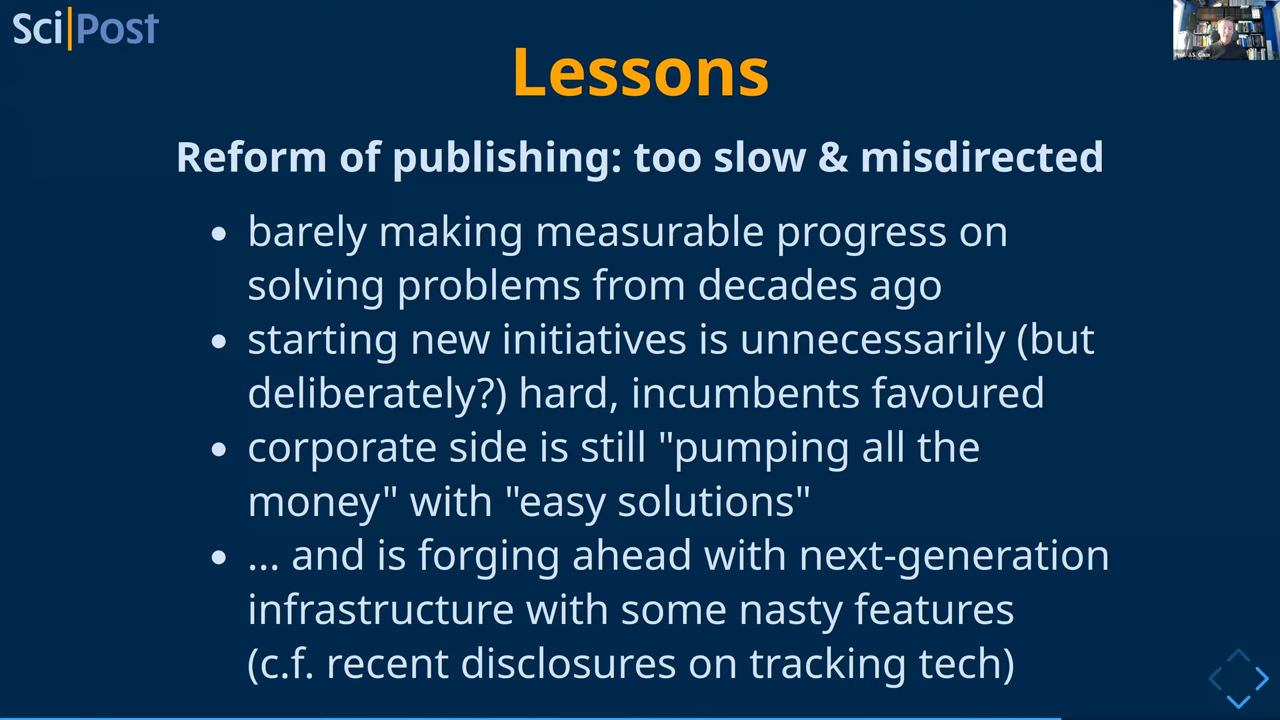 Sci|Post
Lessons
Reform of publishing: too slow & misdirected
• barely making measurable progress on
solving problems from decades ago
• starting new initiatives is unnecessarily (but
deliberately?) hard, incumbents favoured
• corporate side is still "pumping all the
money" with "easy solutions"
• ... and is forging ahead with next-generation
infrastructure with some nasty features
(c.f. recent disclosures on tracking tech)